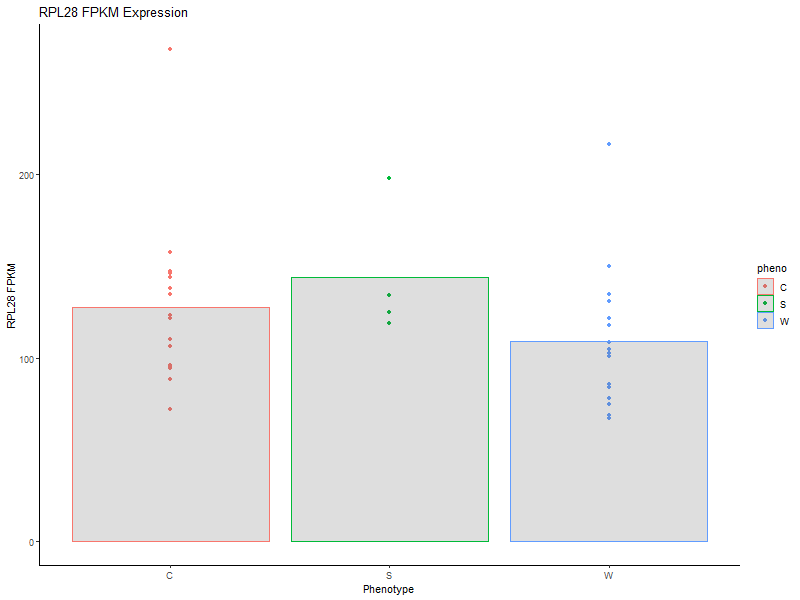 RPL28 FPKM Expression
RPL28 FPKM
200
100
0
C
S
W
Phenotype
pheno
C
S
W